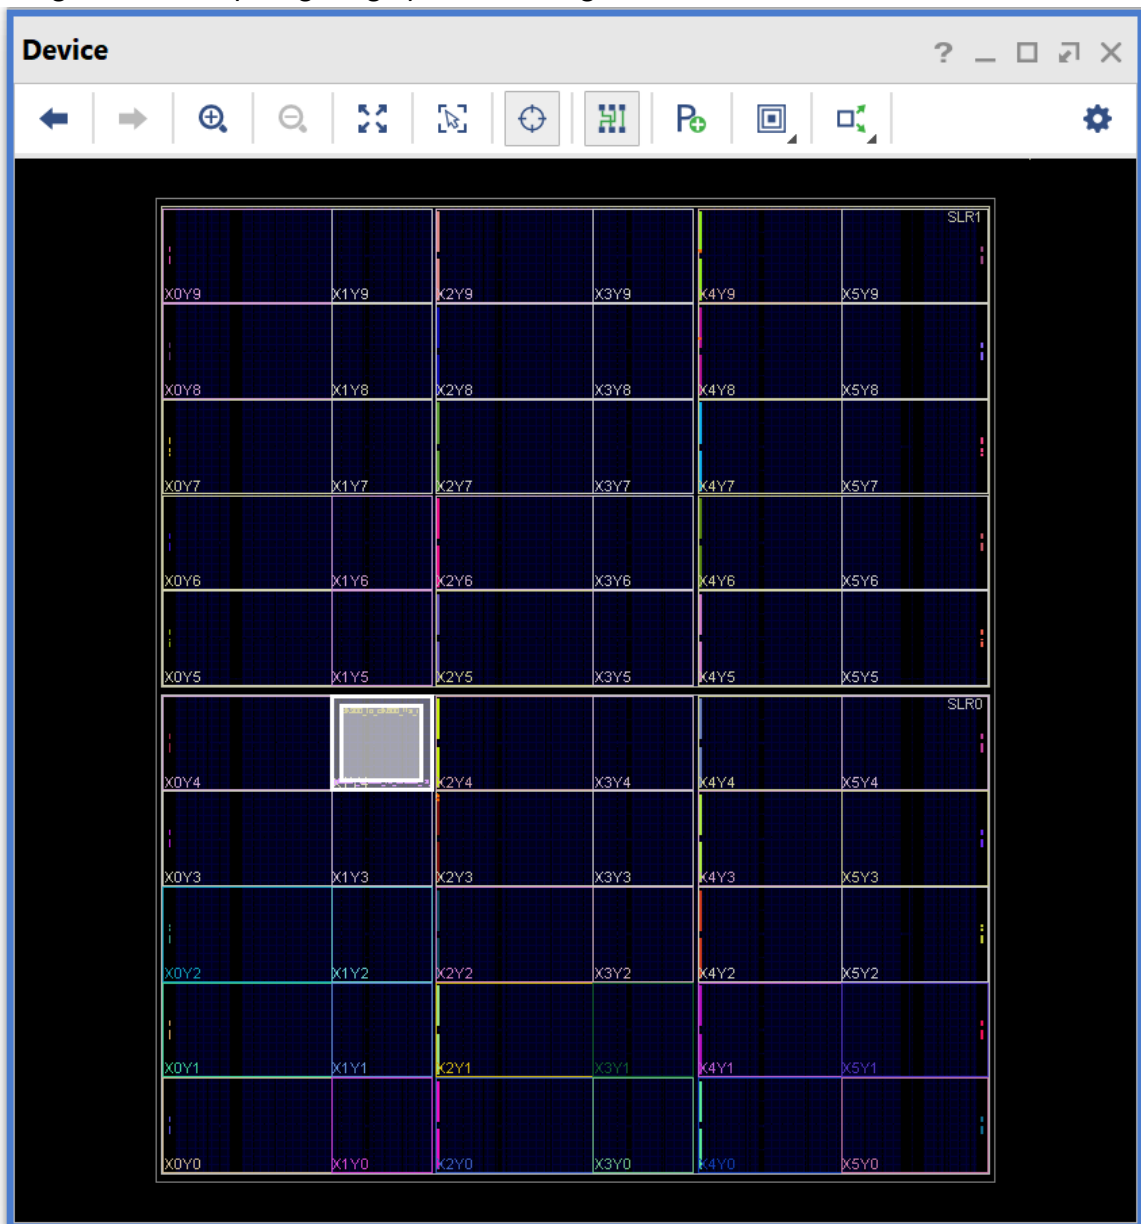 Device
SLR1
X0Y9 X1Y9 X2Y9 X3Y9 X4Y9 X5Y9
X0Y8 X1Y8 X2Y8 X3Y8 X4Y8 X5Y8
X0Y7 X1Y7 X2Y7 X3Y7 X4Y7 X5Y7
X0Y6 X1Y6 X2Y6 X3Y6 X4Y6 X5Y6
X0Y5 X1Y5 X2Y5 X3Y5 X4Y5 X5Y5
SLR0
X0Y4 X1Y4 X2Y4 X3Y4 X4Y4 X5Y4
X0Y3 X1Y3 X2Y3 X3Y3 X4Y3 X5Y3
X0Y2 X1Y2 X2Y2 X3Y2 X4Y2 X5Y2
X0Y1 X1Y1 X2Y1 X3Y1 X4Y1 X5Y1
X0Y0 X1Y0 X2Y0 X3Y0 X4Y0 X5Y0